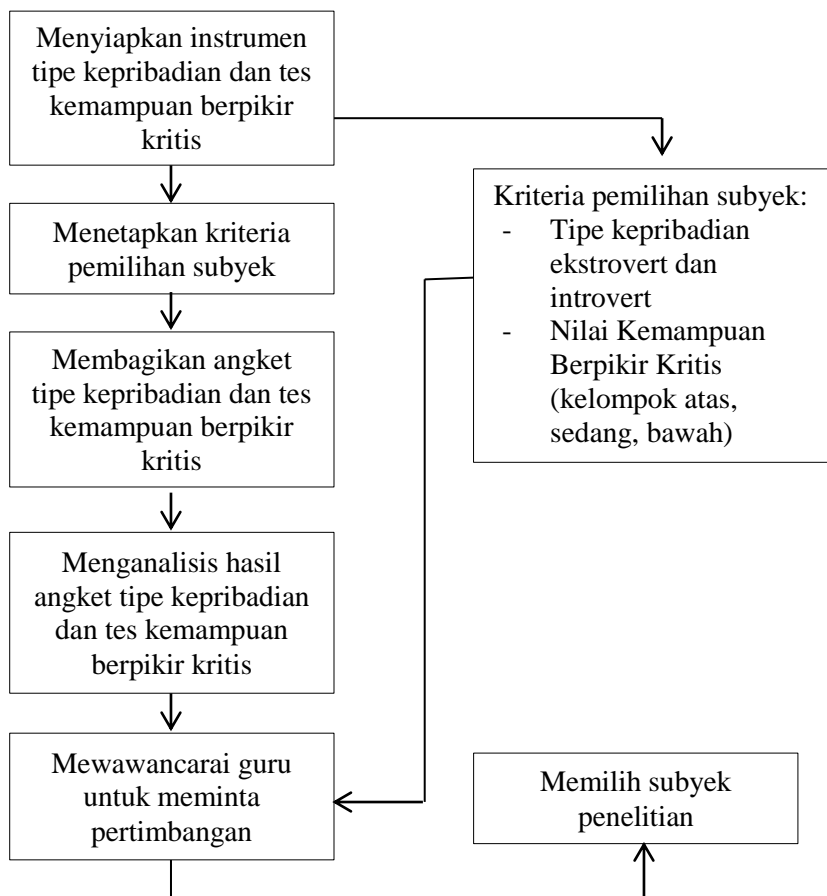 Menyiapkan instrumen
tipe kepribadian dan tes
kemampuan berpikir
kritis
Menetapkan kriteria
pemilihan subyek
Membagikan angket
tipe kepribadian dan tes
kemampuan berpikir
kritis
Menganalisis hasil
angket tipe kepribadian
dan tes kemampuan
berpikir kritis
Mewawancarai guru
untuk meminta
pertimbangan
Kriteria pemilihan subyek:
- Tipe kepribadian
ekstrovert dan
introvert
- Nilai Kemampuan
Berpikir Kritis
(kelompok atas,
sedang, bawah)
Memilih subyek
penelitian